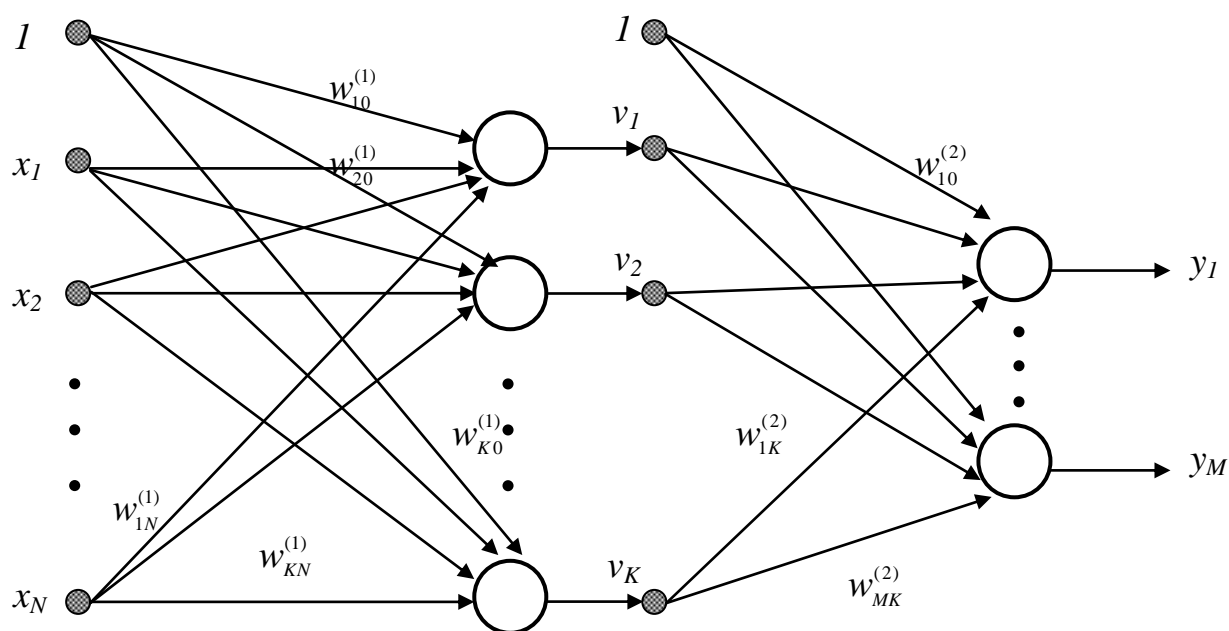 1
1
w_{10}^{(1)}
v_1
x_1
w_{20}^{(1)}
w_{10}^{(2)}
v_2
y_1
x_2
w_{K0}^{(1)}
w_{1K}^{(2)}
y_M
w_{1N}^{(1)}
w_{KN}^{(1)}
v_K
w_{MK}^{(2)}
x_N